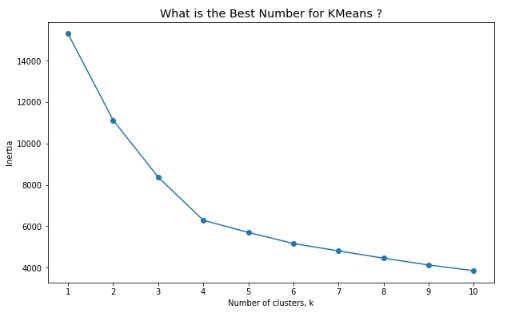 What is the Best Number for KMeans ?
14000
12000
10000
8000
6000
4000
Inertia
1 2 3 4 5 6 7 8 9 10
Number of clusters, k